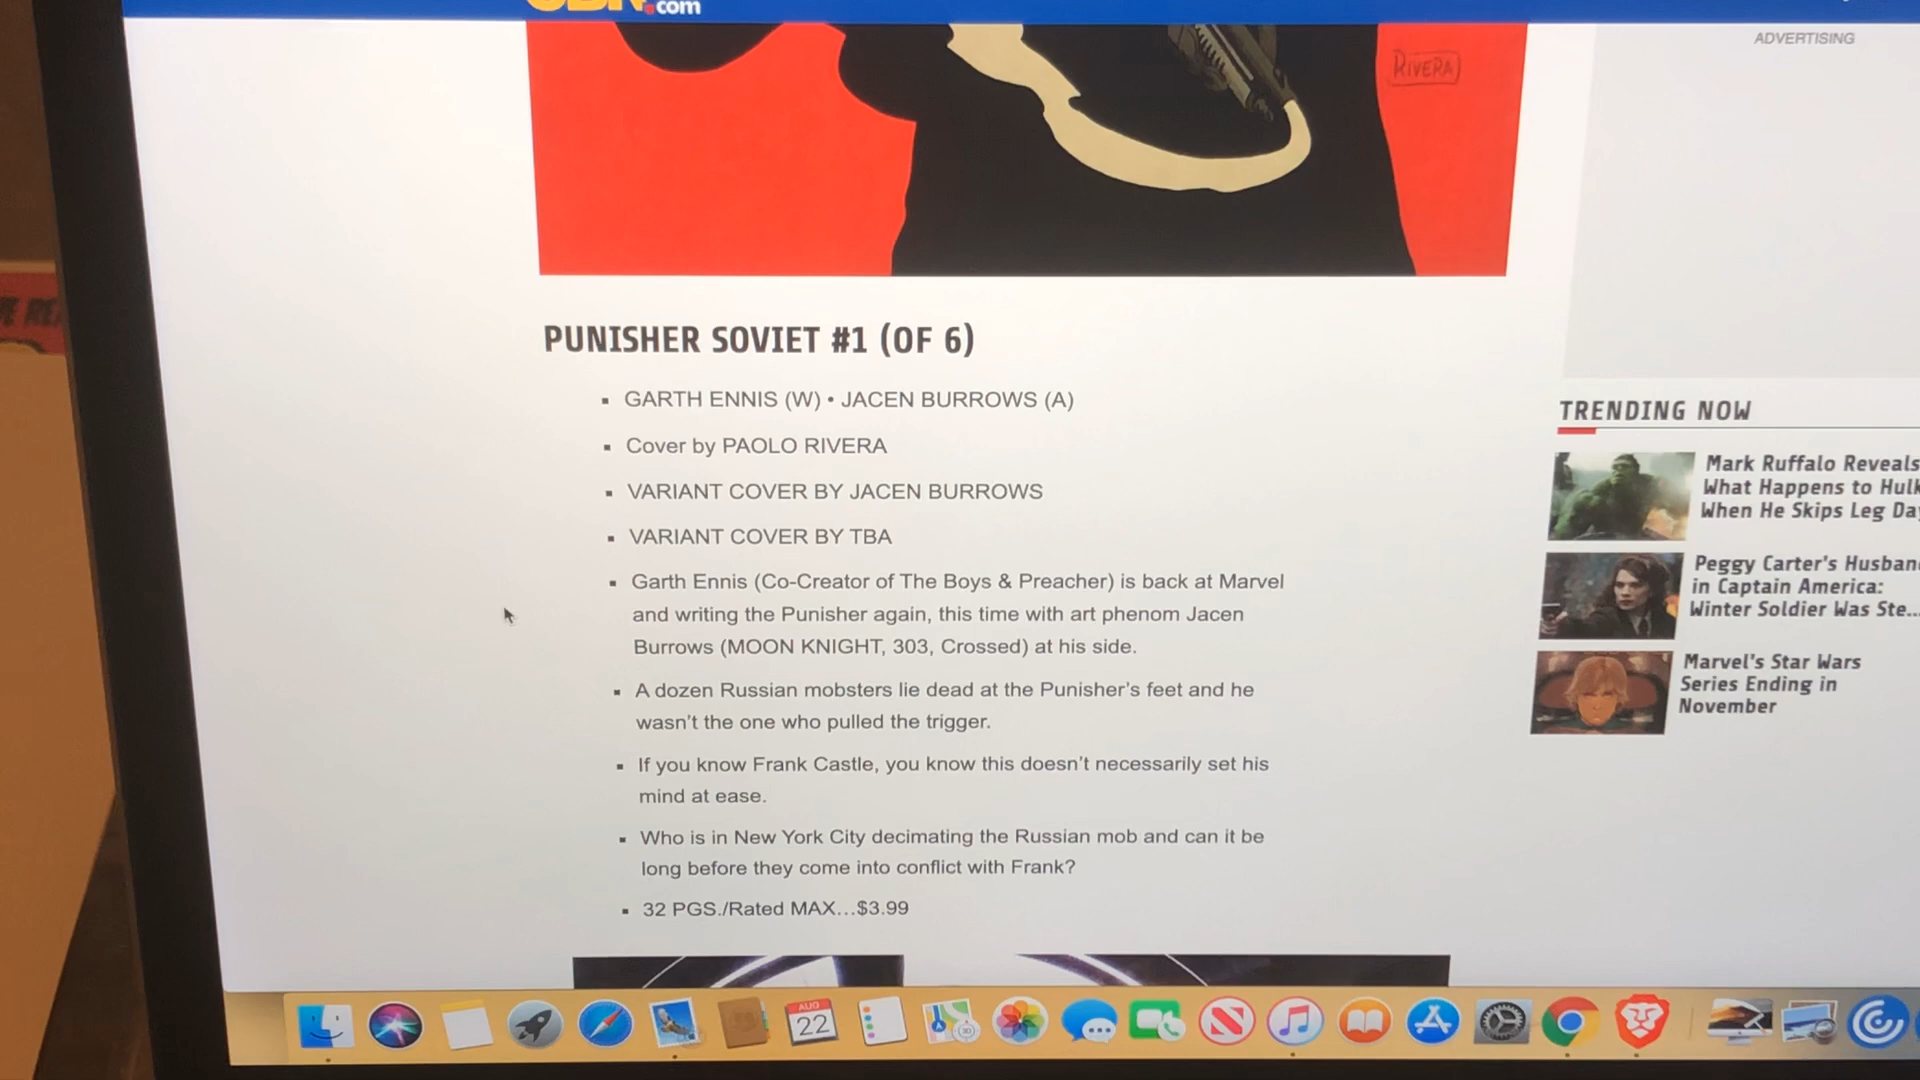 CBR.com
RIVERA
ADVERTISING
PUNISHER SOVIET #1 (OF 6)
▪ GARTH ENNIS (W) • JACEN BURROWS (A)
▪ Cover by PAOLO RIVERA
▪ VARIANT COVER BY JACEN BURROWS
▪ VARIANT COVER BY TBA
▪ Garth Ennis (Co-Creator of The Boys & Preacher) is back at Marvel
and writing the Punisher again, this time with art phenom Jacen
Burrows (MOON KNIGHT, 303, Crossed) at his side.
▪ A dozen Russian mobsters lie dead at the Punisher's feet and he
wasn't the one who pulled the trigger.
▪ If you know Frank Castle, you know this doesn't necessarily set his
mind at ease.
▪ Who is in New York City decimating the Russian mob and can it be
long before they come into conflict with Frank?
▪ 32 PGS./Rated MAX…$3.99
TRENDING NOW
Mark Ruffalo Reveals
What Happens to Hulk
When He Skips Leg Day
Peggy Carter's Husban
in Captain America:
Winter Soldier Was Ste...
Marvel's Star Wars
Series Ending in
November
AUG
22